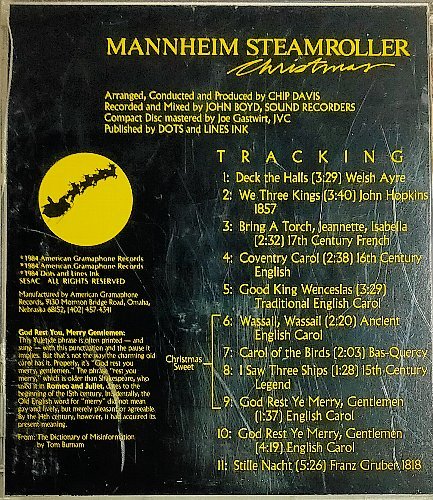 MANNHEIM STEAMROLLER
Christmas
Arranged, Conducted and Produced by CHIP DAVIS
Recorded and Mixed by JOHN BOYD, SOUND RECORDERS
Compact Disc mastered by Joe Gastwirt, JVC
Published by DOTS and LINES INK
TRACKING
1: Deck the Halls (3:29) Welsh Ayre
2: We Three Kings (3:40) John Hopkins
1857
3: Bring A Torch, Jeannette, Isabella
(2:32) 17th Century French
4: Coventry Carol (2:38) 16th Century
English
5: Good King Wenceslas (3:29)
Traditional English Carol
Christmas
Sweet
6: Wassail, Wassail (2:20) Ancient
English Carol
7: Carol of the Birds (2:03) Bas-Quercy
8: I Saw Three Ships (1:28) 15th Century
Legend
9: God Rest Ye Merry, Gentlemen
(1:37) English Carol
10: God Rest Ye Merry, Gentlemen
(4:19) English Carol
11: Stille Nacht (5:26) Franz Gruber 1818
*1984 American Gramaphone Records
*1984 American Gramaphone Records
*1984 Dots and Lines Ink
SESAC ALL RIGHTS RESERVED
Manufactured by American Gramaphone
Records, 9130 Mormon Bridge Road, Omaha,
Nebraska 68152, (402) 457-4341
God Rest You, Merry Gentlemen:
This Yuletide phrase is often printed — and
sung — with this punctuation and the pause it
implies. But that's not the way the charming old
carol has it. Properly, it's "God rest you
merry, gentlemen." The phrase "rest you
merry," which is older than Shakespeare, who
used it in Romeo and Juliet, dates to the
beginning of the 15th century. Incidentally, the
Old English word for "merry" did not mean
gay and lively, but merely pleasant or agreeable.
By the 14th century, however, it had acquired its
present meaning.
From: The Dictionary of Misinformation
by Tom Burnam